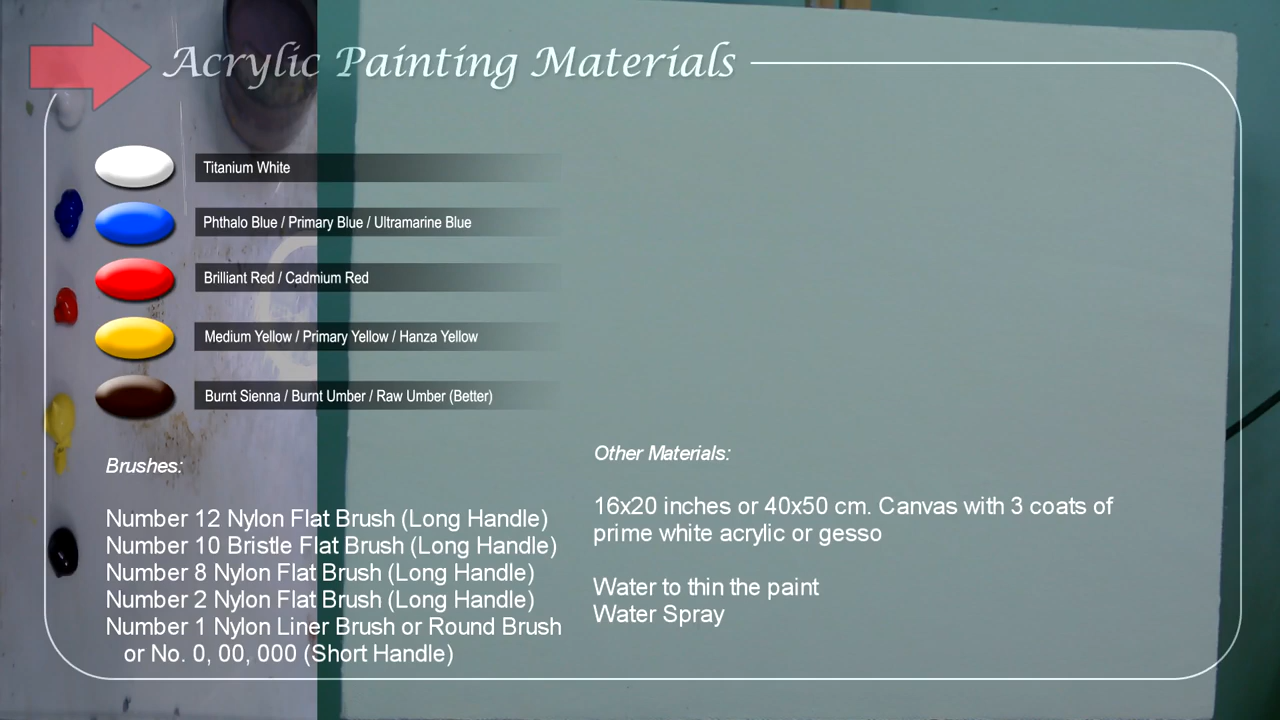 Acrylic Painting Materials
Titanium White
Phthalo Blue / Primary Blue / Ultramarine Blue
Brilliant Red / Cadmium Red
Medium Yellow / Primary Yellow / Hanza Yellow
Burnt Sienna / Burnt Umber / Raw Umber (Better)
Brushes:
Number 12 Nylon Flat Brush (Long Handle)
Number 10 Bristle Flat Brush (Long Handle)
Number 8 Nylon Flat Brush (Long Handle)
Number 2 Nylon Flat Brush (Long Handle)
Number 1 Nylon Liner Brush or Round Brush
or No. 0, 00, 000 (Short Handle)
Other Materials:
16x20 inches or 40x50 cm. Canvas with 3 coats of
prime white acrylic or gesso
Water to thin the paint
Water Spray